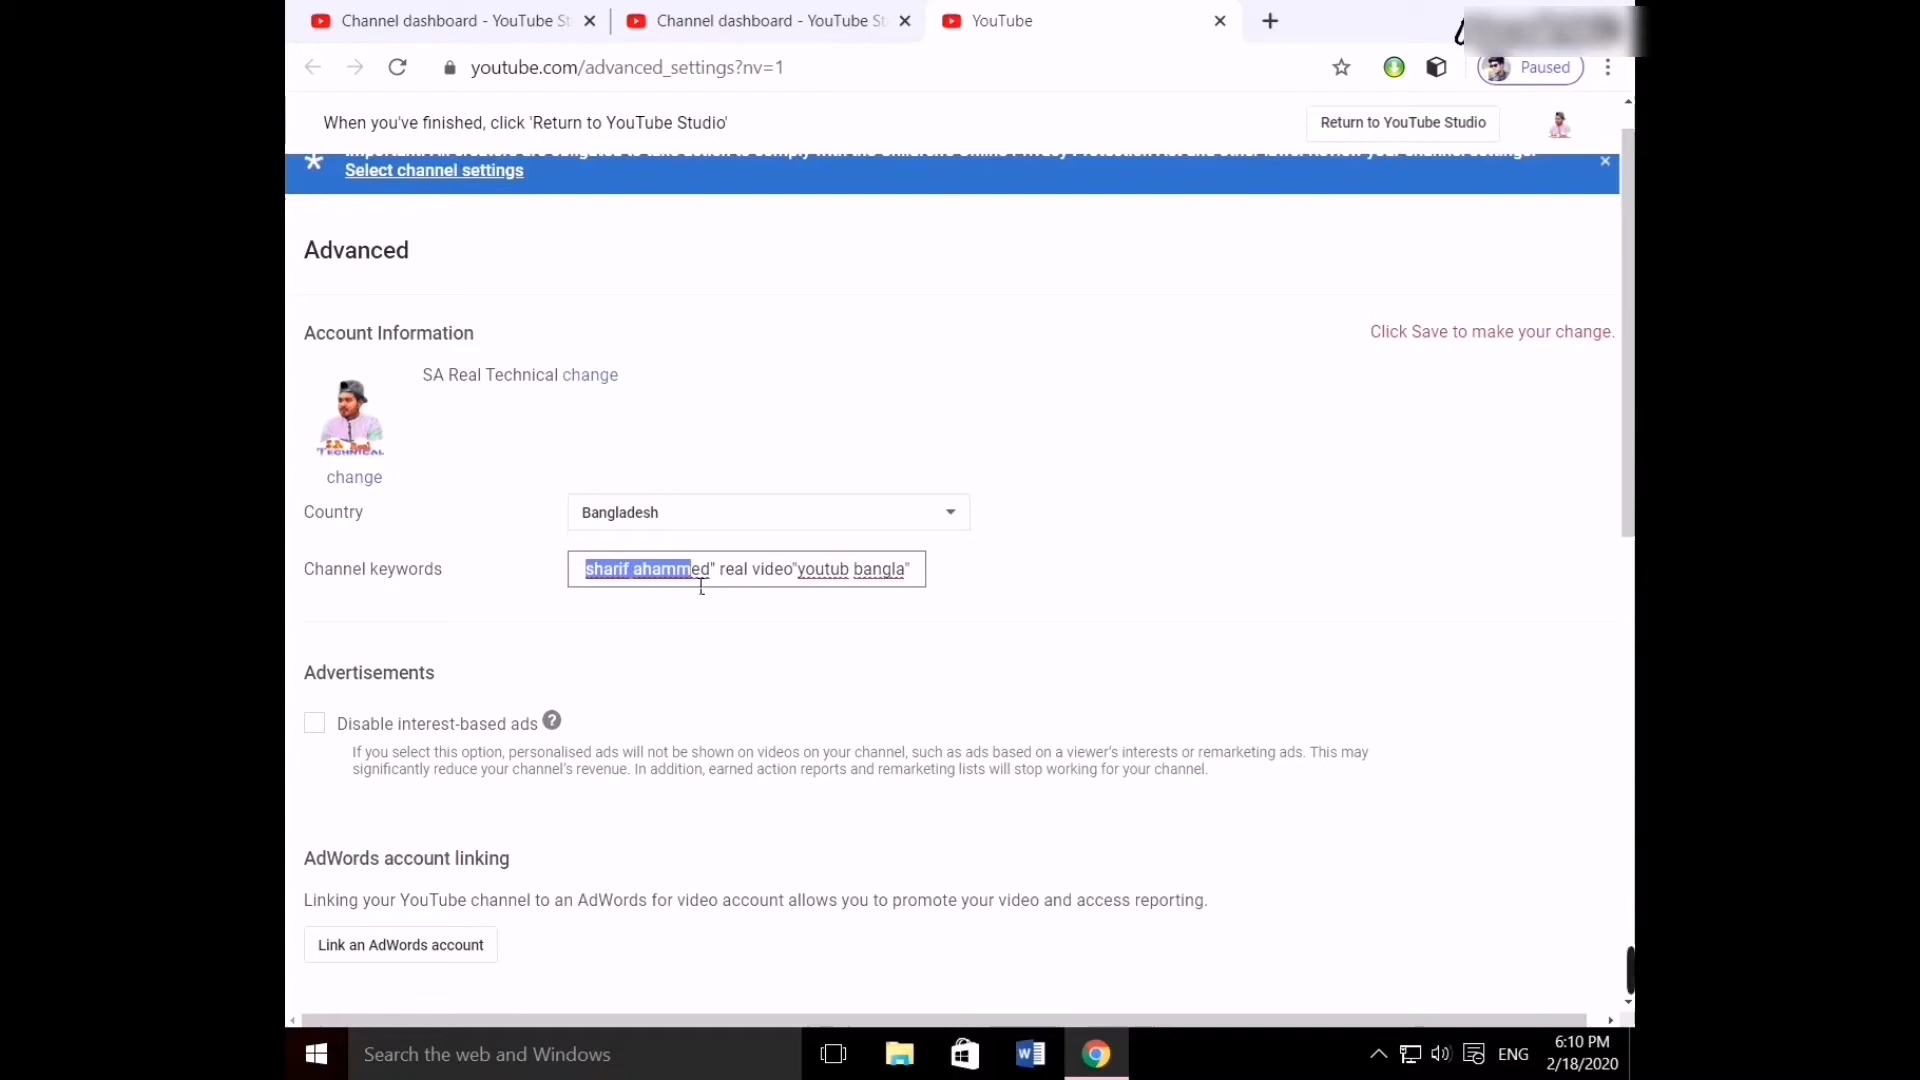 Channel dashboard - YouTube St
Channel dashboard - YouTube St
YouTube
youtube.com/advanced_settings?nv=1
Paused
When you've finished, click 'Return to YouTube Studio'
Return to YouTube Studio
Select channel settings
Advanced
Account Information
Click Save to make your change.
SA Real Technical change
SA Real
TECHNICAL
change
Country
Bangladesh
Channel keywords
sharif ahammed" real video"youtub bangla"
Advertisements
Disable interest-based ads ?
If you select this option, personalised ads will not be shown on videos on your channel, such as ads based on a viewer's interests or remarketing ads. This may
significantly reduce your channel's revenue. In addition, earned action reports and remarketing lists will stop working for your channel.
AdWords account linking
Linking your YouTube channel to an AdWords for video account allows you to promote your video and access reporting.
Link an AdWords account
Search the web and Windows
ENG
6:10 PM
2/18/2020